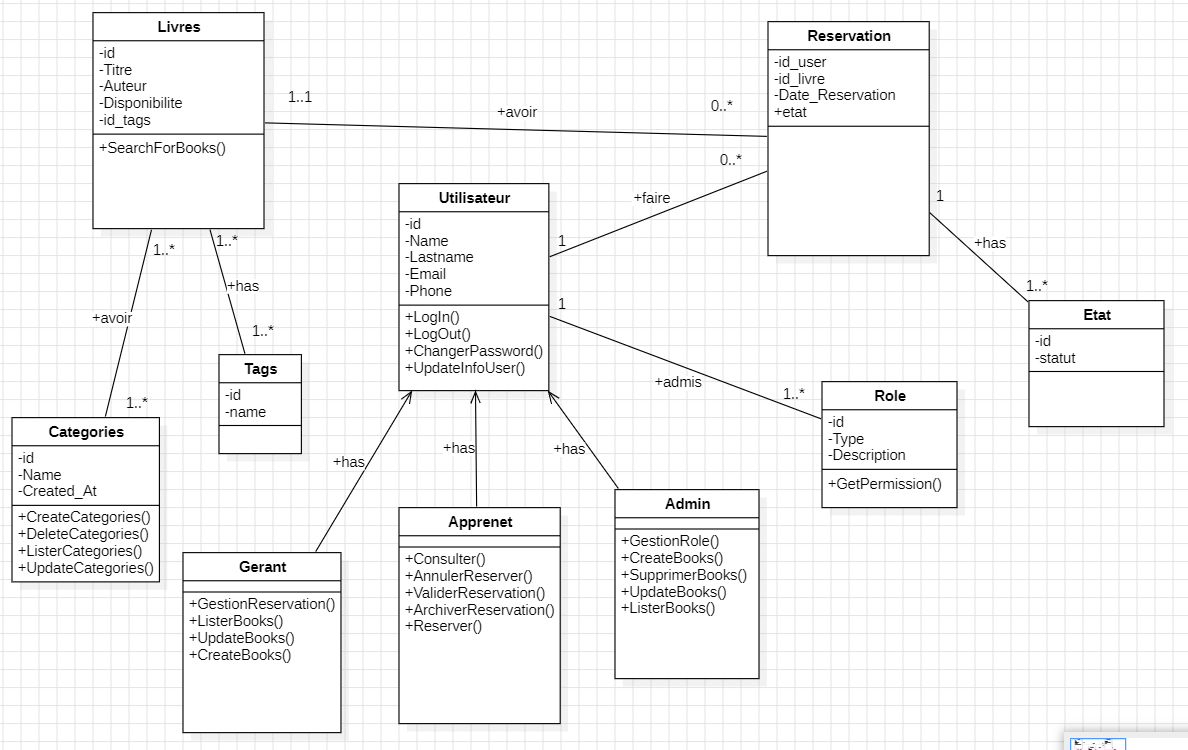 Livres
-id
-Titre
-Auteur
-Disponibilite
-id_tags
+SearchForBooks()
Reservation
-id_user
-id_livre
-Date_Reservation
+etat
1..1
+avoir
0..*
0..*
+faire
1
Utilisateur
-id
-Name
-Lastname
-Email
-Phone
+LogIn()
+LogOut()
+ChangerPassword()
+UpdateInfoUser()
1
+has
1..*
Etat
-id
-statut
1..*
+avoir
1..*
1..*
+has
1..*
Tags
-id
-name
Categories
-id
-Name
-Created_At
+CreateCategories()
+DeleteCategories()
+ListerCategories()
+UpdateCategories()
1
+admis
1..*
Role
-id
-Type
-Description
+GetPermission()
+has
+has
+has
Gerant
+GestionReservation()
+ListerBooks()
+UpdateBooks()
+CreateBooks()
Apprenet
+Consulter()
+AnnulerReserver()
+ValiderReservation()
+ArchiverReservation()
+Reserver()
Admin
+GestionRole()
+CreateBooks()
+SupprimerBooks()
+UpdateBooks()
+ListerBooks()